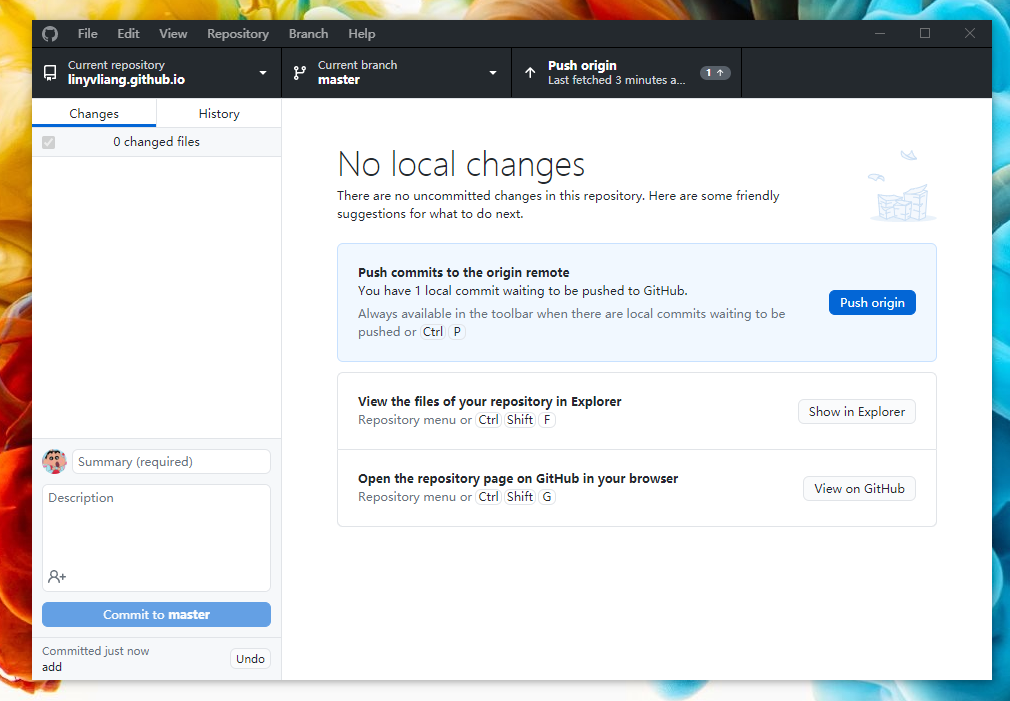 File Edit View Repository Branch Help
Current repository
linyvliang.github.io
Current branch
master
Push origin
Last fetched 3 minutes a...
1
Changes
History
0 changed files
No local changes
There are no uncommitted changes in this repository. Here are some friendly
suggestions for what to do next.
Push commits to the origin remote
You have 1 local commit waiting to be pushed to GitHub.
Always available in the toolbar when there are local commits waiting to be
pushed or Ctrl P
Push origin
View the files of your repository in Explorer
Repository menu or Ctrl Shift F
Show in Explorer
Open the repository page on GitHub in your browser
Repository menu or Ctrl Shift G
View on GitHub
Summary (required)
Description
Commit to master
Committed just now
add
Undo